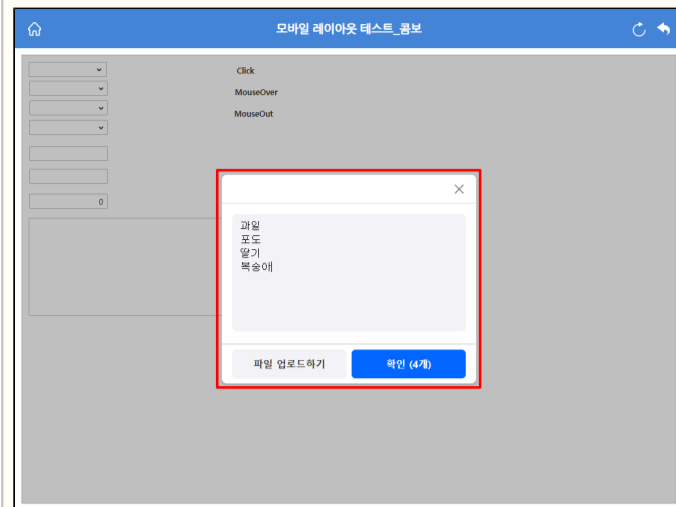 모바일 레이아웃 테스트_콤보
Click
MouseOver
MouseOut
0
과일
포도
딸기
복숭애
파일 업로드하기
확인 (4개)